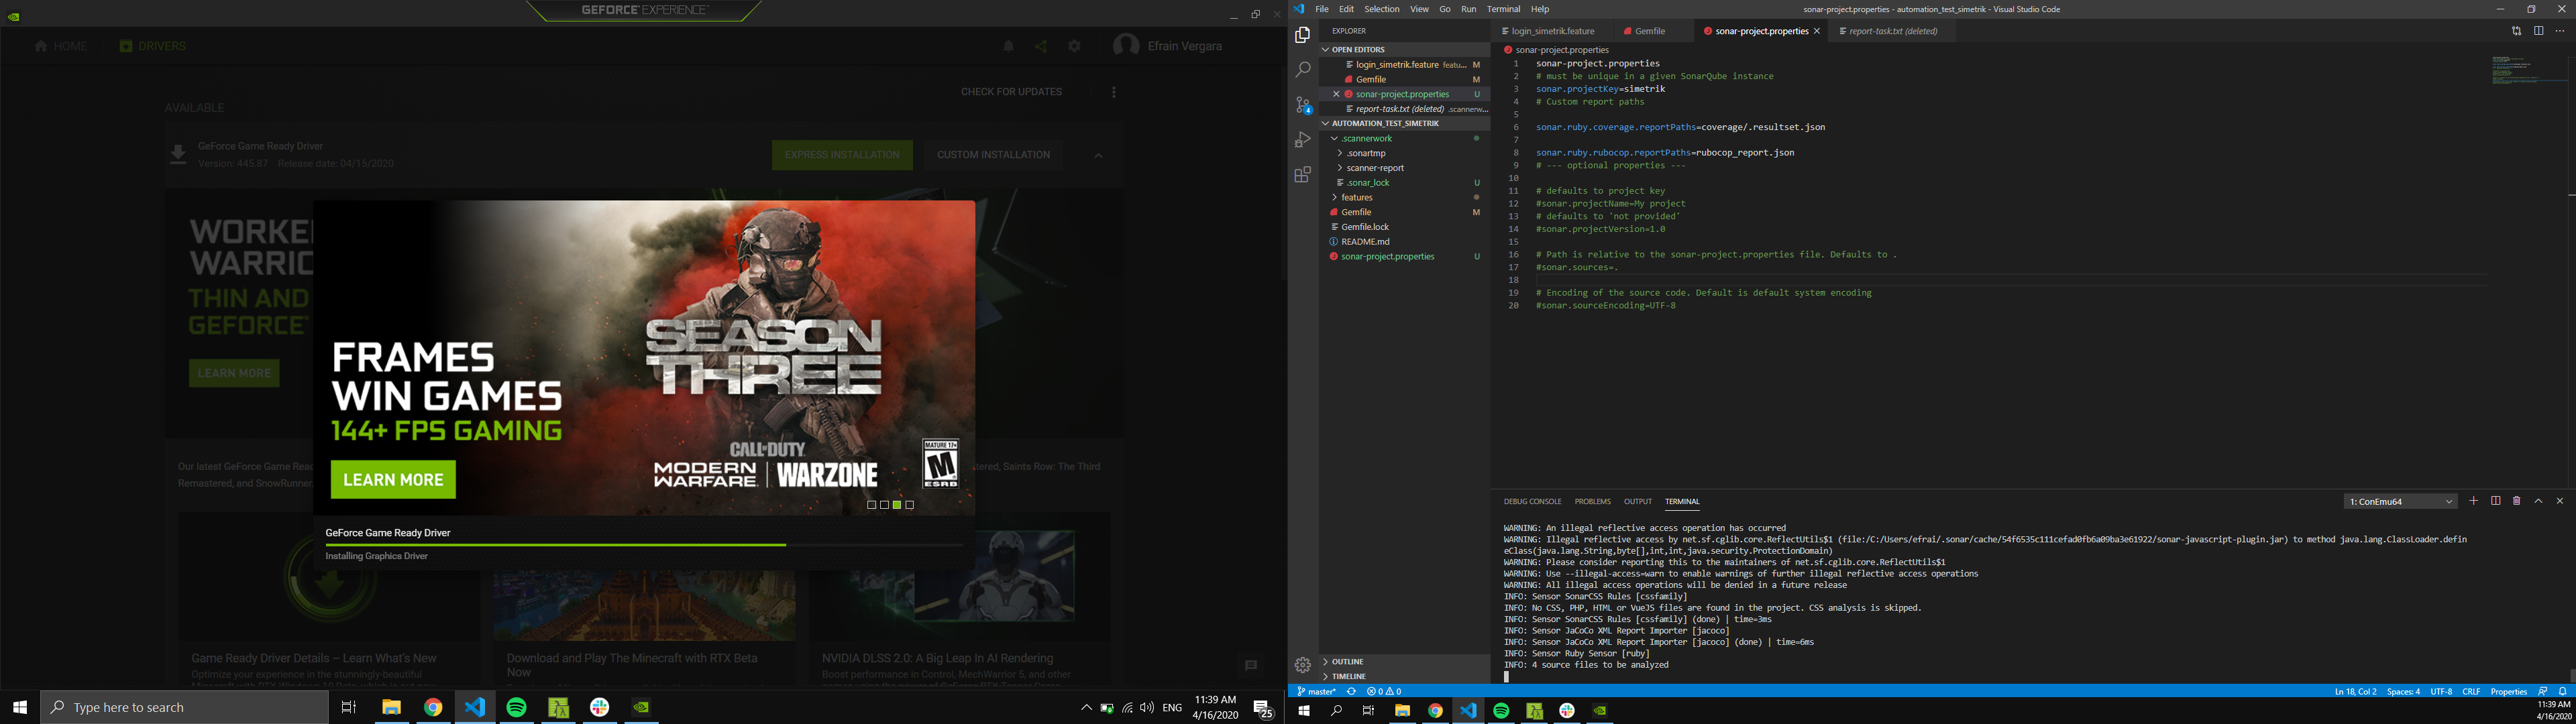 GEFORCE EXPERIENCE
HOME
DRIVERS
Efrain Vergara
AVAILABLE
CHECK FOR UPDATES
GeForce Game Ready Driver
Version: 445.87 Release date: 04/15/2020
EXPRESS INSTALLATION
CUSTOM INSTALLATION
WORKE
WARRIC
THIN AND
GEFORCE
LEARN MORE
FRAMES
WIN GAMES
144+ FPS GAMING
LEARN MORE
SEASON
THREE
CALL OF DUTY
MODERN
WARFARE | WARZONE
MATURE 17+
M
ESRB
Our latest GeForce Game Read
tered, Saints Row: The Third
Remastered, and SnowRunner.
GeForce Game Ready Driver
Installing Graphics Driver
Game Ready Driver Details – Learn What's New
Optimize your experience in the stunningly-beautiful
Download and Play The Minecraft with RTX Beta
Now
NVIDIA DLSS 2.0: A Big Leap In AI Rendering
Boost performance in Control, MechWarrior 5, and other
Type here to search
ENG
11:39 AM
4/16/2020
25
File Edit Selection View Go Run Terminal Help
sonar-project.properties - automation_test_simetrik - Visual Studio Code
EXPLORER
OPEN EDITORS
login_simetrik.feature featu... M
Gemfile M
sonar-project.properties U
report-task.txt (deleted) .scannerw...
AUTOMATION_TEST_SIMETRIK
.scannerwork
.sonartmp
scanner-report
.sonar_lock U
features
Gemfile M
Gemfile.lock
README.md
sonar-project.properties U
OUTLINE
TIMELINE
4
login_simetrik.feature
Gemfile
sonar-project.properties
report-task.txt (deleted)
sonar-project.properties
1 sonar-project.properties
2 # must be unique in a given SonarQube instance
3 sonar.projectKey=simetrik
4 # Custom report paths
5
6 sonar.ruby.coverage.reportPaths=coverage/.resultset.json
7
8 sonar.ruby.rubocop.reportPaths=rubocop_report.json
9 # --- optional properties ---
10
11 # defaults to project key
12 #sonar.projectName=My project
13 # defaults to 'not provided'
14 #sonar.projectVersion=1.0
15
16 # Path is relative to the sonar-project.properties file. Defaults to .
17 #sonar.sources=.
18
19 # Encoding of the source code. Default is default system encoding
20 #sonar.sourceEncoding=UTF-8
DEBUG CONSOLE PROBLEMS OUTPUT TERMINAL
1: ConEmu64
WARNING: An illegal reflective access operation has occurred
WARNING: Illegal reflective access by net.sf.cglib.core.ReflectUtils$1 (file:/C:/Users/efrai/.sonar/cache/54f6535c111cefad0fb6a09ba3e61922/sonar-javascript-plugin.jar) to method java.lang.ClassLoader.defin
eClass(java.lang.String,byte[],int,int,java.security.ProtectionDomain)
WARNING: Please consider reporting this to the maintainers of net.sf.cglib.core.ReflectUtils$1
WARNING: Use --illegal-access=warn to enable warnings of further illegal reflective access operations
WARNING: All illegal access operations will be denied in a future release
INFO: Sensor SonarCSS Rules [cssfamily]
INFO: No CSS, PHP, HTML or VueJS files are found in the project. CSS analysis is skipped.
INFO: Sensor SonarCSS Rules [cssfamily] (done) | time=3ms
INFO: Sensor JaCoCo XML Report Importer [jacoco]
INFO: Sensor JaCoCo XML Report Importer [jacoco] (done) | time=6ms
INFO: Sensor Ruby Sensor [ruby]
INFO: 4 source files to be analyzed
master* 0 0
Ln 18, Col 2 Spaces: 4 UTF-8 CRLF Properties
11:39 AM
4/16/2020